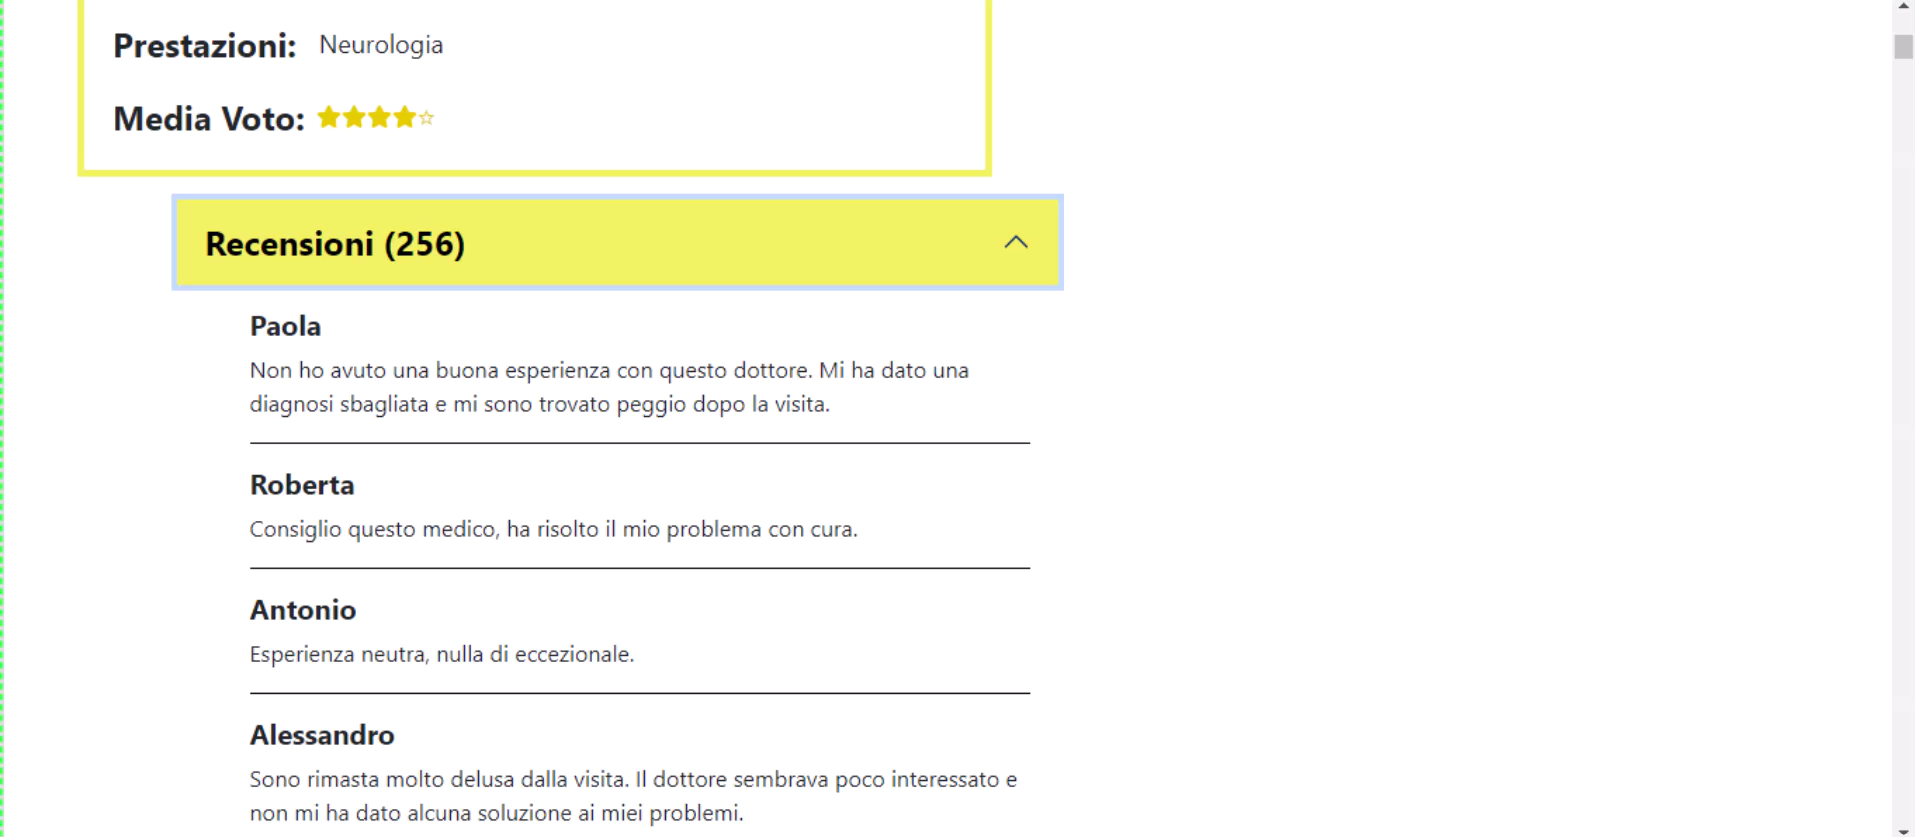 Prestazioni: Neurologia
Media Voto:
Recensioni (256)
Paola
Non ho avuto una buona esperienza con questo dottore. Mi ha dato una
diagnosi sbagliata e mi sono trovato peggio dopo la visita.
Roberta
Consiglio questo medico, ha risolto il mio problema con cura.
Antonio
Esperienza neutra, nulla di eccezionale.
Alessandro
Sono rimasta molto delusa dalla visita. Il dottore sembrava poco interessato e
non mi ha dato alcuna soluzione ai miei problemi.